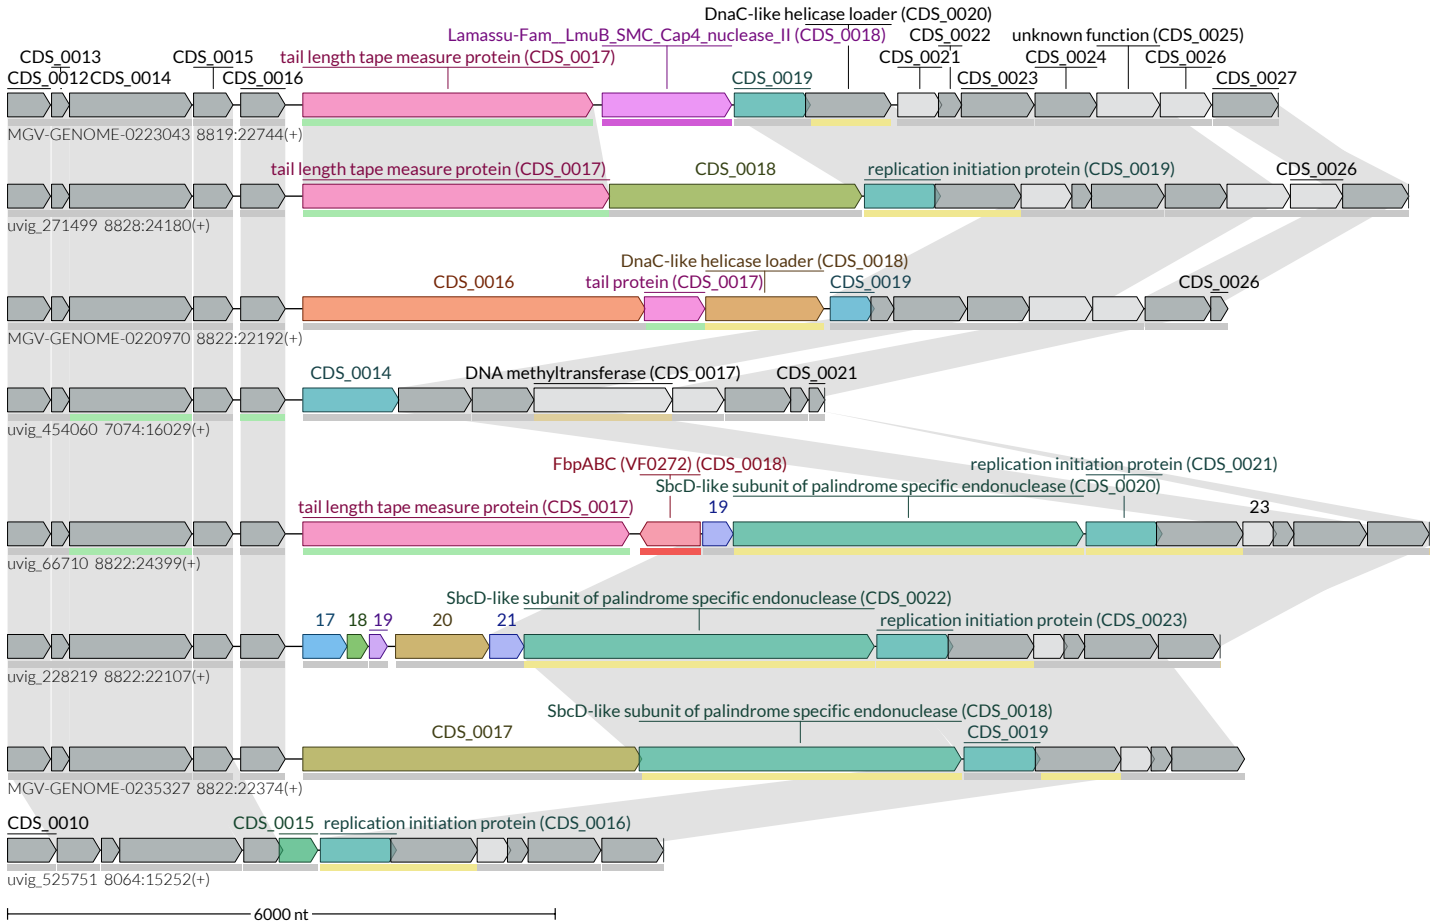 DnaC-like helicase loader (CDS_0020)
Lamassu-Fam__LmuB_SMC_Cap4_nuclease_II (CDS_0018) CDS_0022 unknown function (CDS_0025)
CDS_0013 CDS_0015 tail length tape measure protein (CDS_0017) CDS_0021 CDS_0024 CDS_0026
CDS_0012 CDS_0014 CDS_0016 CDS_0019 CDS_0023 CDS_0027
MGV-GENOME-0223043 8819:22744(+)
tail length tape measure protein (CDS_0017) CDS_0018 replication initiation protein (CDS_0019) CDS_0026
uvig_271499 8828:24180(+)
DnaC-like helicase loader (CDS_0018)
CDS_0016 tail protein (CDS_0017) CDS_0019 CDS_0026
MGV-GENOME-0220970 8822:22192(+)
CDS_0014 DNA methyltransferase (CDS_0017) CDS_0021
uvig_454060 7074:16029(+)
FbpABC (VF0272) (CDS_0018) replication initiation protein (CDS_0021)
SbcD-like subunit of palindrome specific endonuclease (CDS_0020)
tail length tape measure protein (CDS_0017) 19 23
uvig_66710 8822:24399(+)
SbcD-like subunit of palindrome specific endonuclease (CDS_0022)
17 18 19 20 21 replication initiation protein (CDS_0023)
uvig_228219 8822:22107(+)
SbcD-like subunit of palindrome specific endonuclease (CDS_0018)
CDS_0017 CDS_0019
MGV-GENOME-0235327 8822:22374(+)
CDS_0010 CDS_0015 replication initiation protein (CDS_0016)
uvig_525751 8064:15252(+)
6000 nt